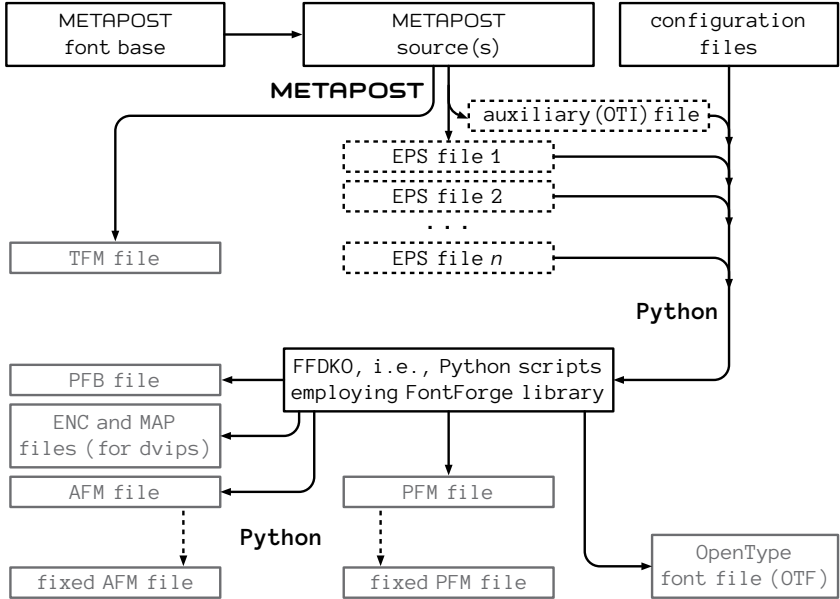 METAPOST
font base
METAPOST
source(s)
configuration
files
METAPOST
auxiliary (OTI) file
EPS file 1
EPS file 2
...
EPS file n
TFM file
Python
FFDKO, i.e., Python scripts
employing FontForge library
PFB file
ENC and MAP
files (for dvips)
AFM file
PFM file
Python
OpenType
font file (OTF)
fixed AFM file
fixed PFM file